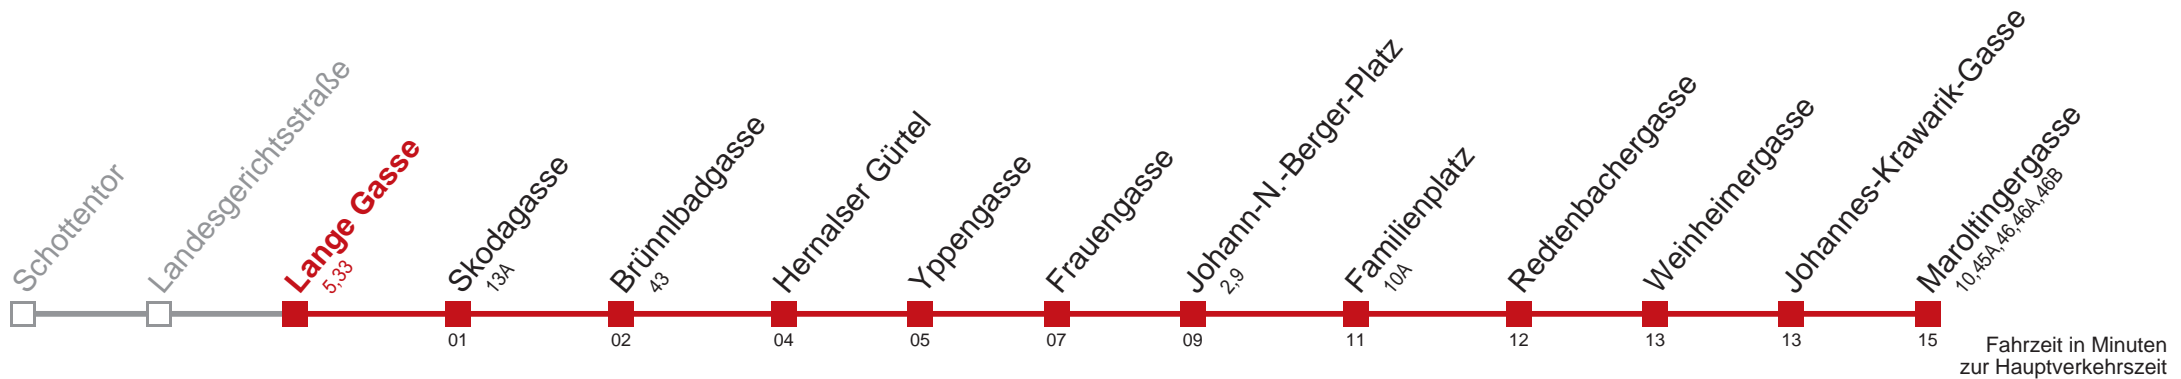 Schottentor
Landesgerichtsstraße
Lange Gasse
5,33
Skodagasse
13A
Brünnlbadgasse
43
Hernalser Gürtel
Yppengasse
Frauengasse
Johann-N.-Berger-Platz
2,9
Familienplatz
10A
Redtenbachergasse
Weinheimergasse
Johannes-Krawarik-Gasse
Maroltingergasse
10,45A,46,46A,46B
01
02
04
05
07
09
11
12
13
13
15
Fahrzeit in Minuten
zur Hauptverkehrszeit